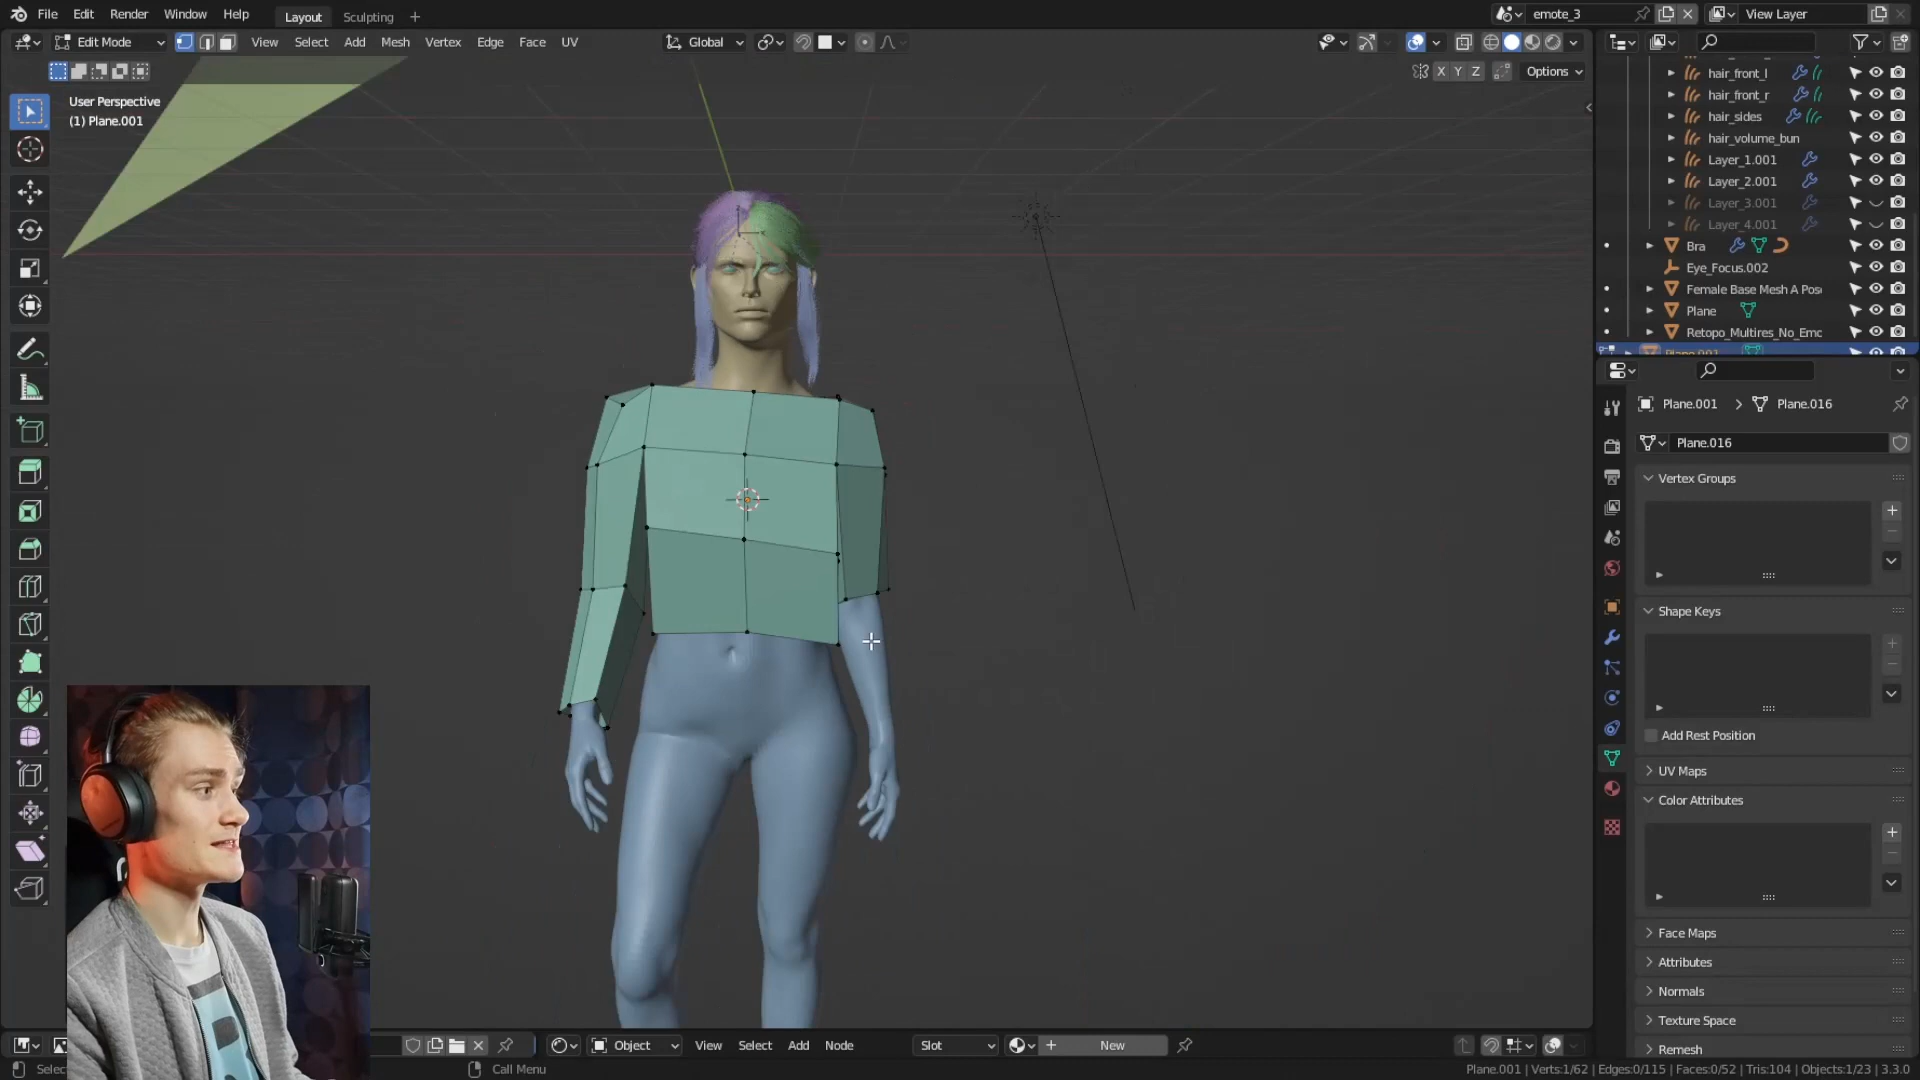 File Edit Render Window Help Layout Sculpting + emote_3 View Layer
Edit Mode View Select Add Mesh Vertex Edge Face UV Global
X Y Z Options
User Perspective
(1) Plane.001
hair_front_l
hair_front_r
hair_sides
hair_volume_bun
Layer_1.001
Layer_2.001
Layer_3.001
Layer_4.001
Bra
Eye_Focus.002
Female Base Mesh A Pos
Plane
Retopo_Multires_No_Emo
Plane.001
Plane.001 > Plane.016
Plane.016
Vertex Groups
Shape Keys
Add Rest Position
UV Maps
Color Attributes
Face Maps
Attributes
Normals
Texture Space
Remesh
Object View Select Add Node Slot New
Select Call Menu Plane.001 | Verts:1/62 | Edges:0/115 | Faces:0/52 | Tris:104 | Objects:1/23 | 3.3.0